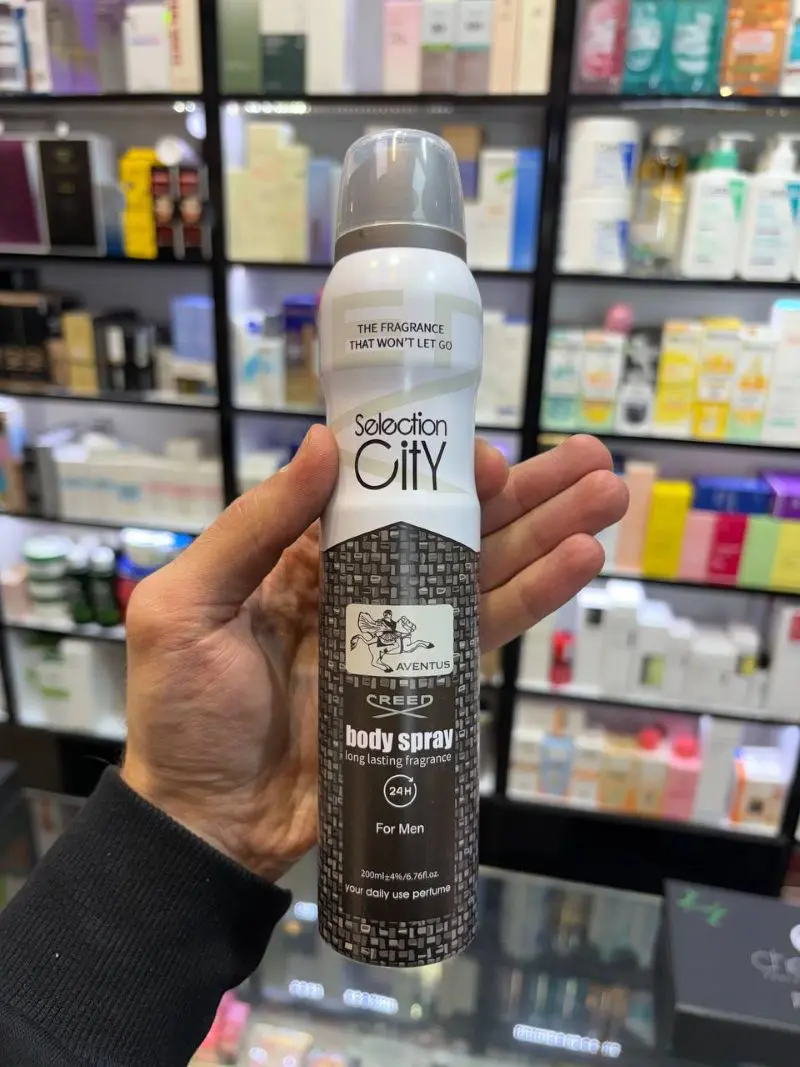 THE FRAGRANCE
THAT WON'T LET GO
Selection
City
AVENTUS
CREED
body spray
long lasting fragrance
24H
For Men
200ml±4%/6.76fl.oz.
your daily use perfume